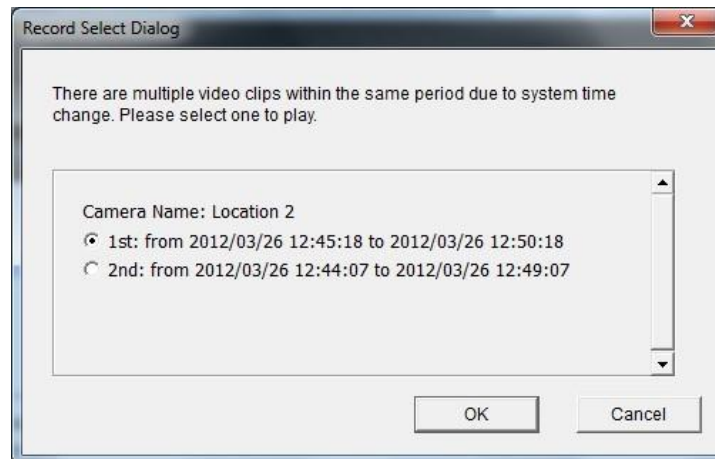 Record Select Dialog
There are multiple video clips within the same period due to system time
change. Please select one to play.
Camera Name: Location 2
1st: from 2012/03/26 12:45:18 to 2012/03/26 12:50:18
2nd: from 2012/03/26 12:44:07 to 2012/03/26 12:49:07
OK
Cancel